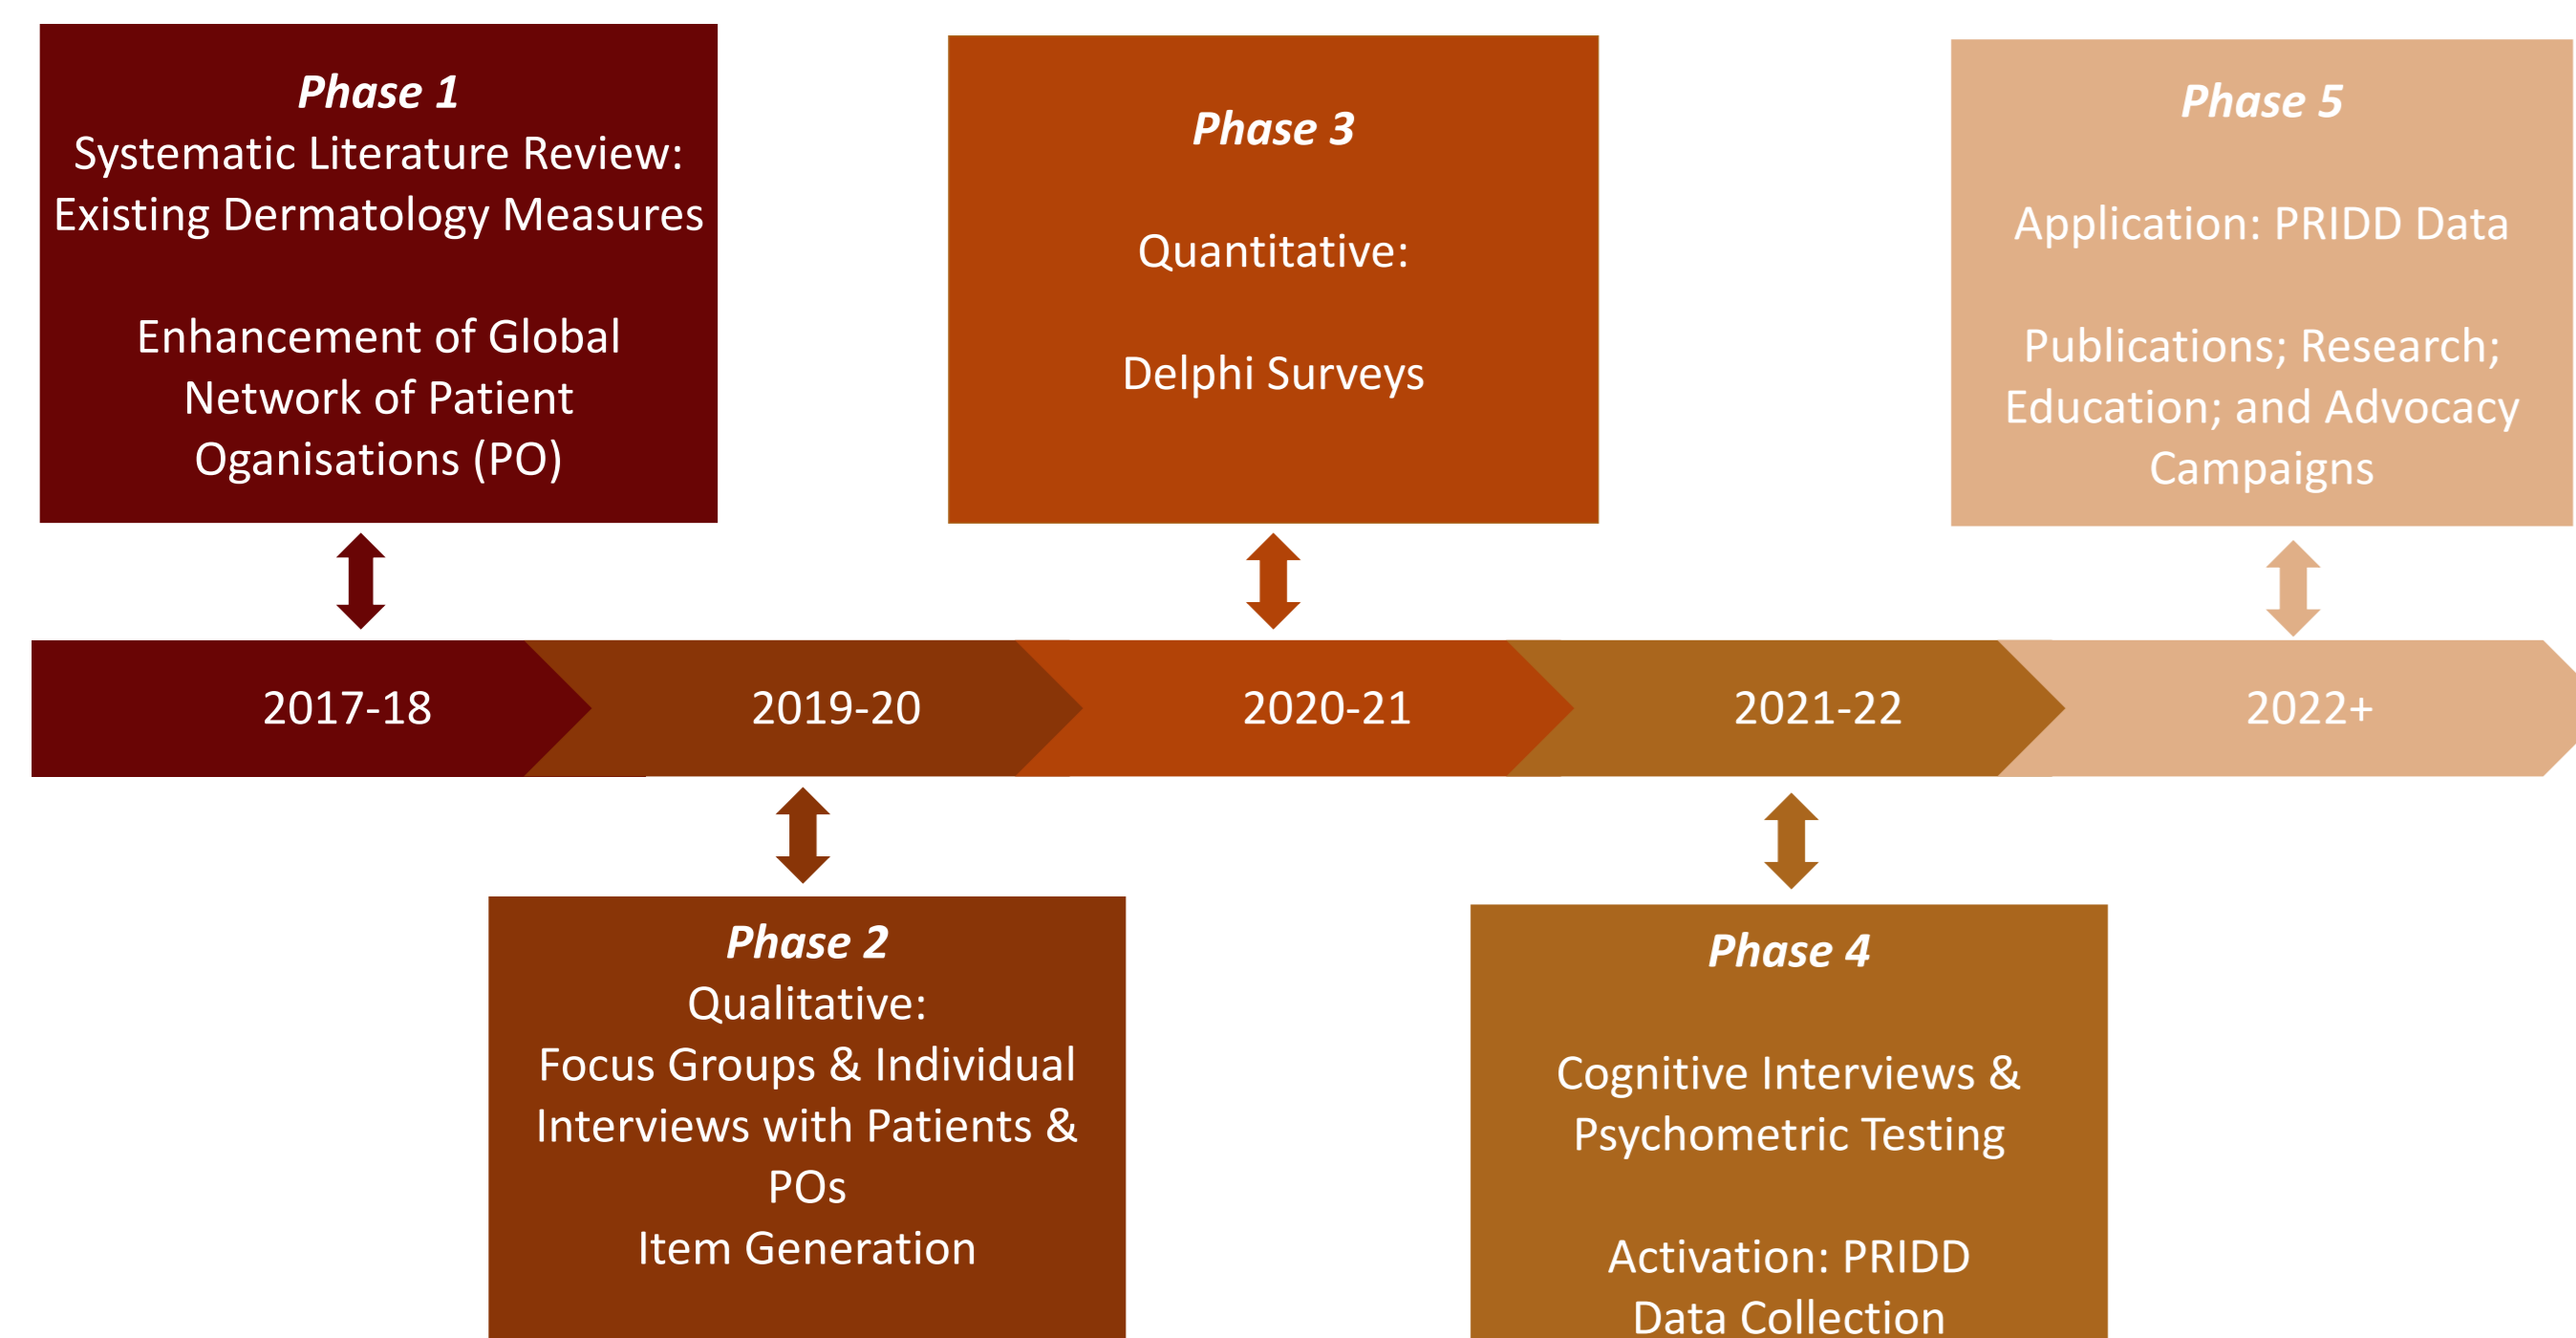 Phase 1
Systematic Literature Review:
Existing Dermatology Measures
Enhancement of Global
Network of Patient
Oganisations (PO)
Phase 3
Quantitative:
Delphi Surveys
Phase 5
Application: PRIDD Data
Publications; Research;
Education; and Advocacy
Campaigns
2017-18
2019-20
2020-21
2021-22
2022+
Phase 2
Qualitative:
Focus Groups & Individual
Interviews with Patients &
POs
Item Generation
Phase 4
Cognitive Interviews &
Psychometric Testing
Activation: PRIDD
Data Collection